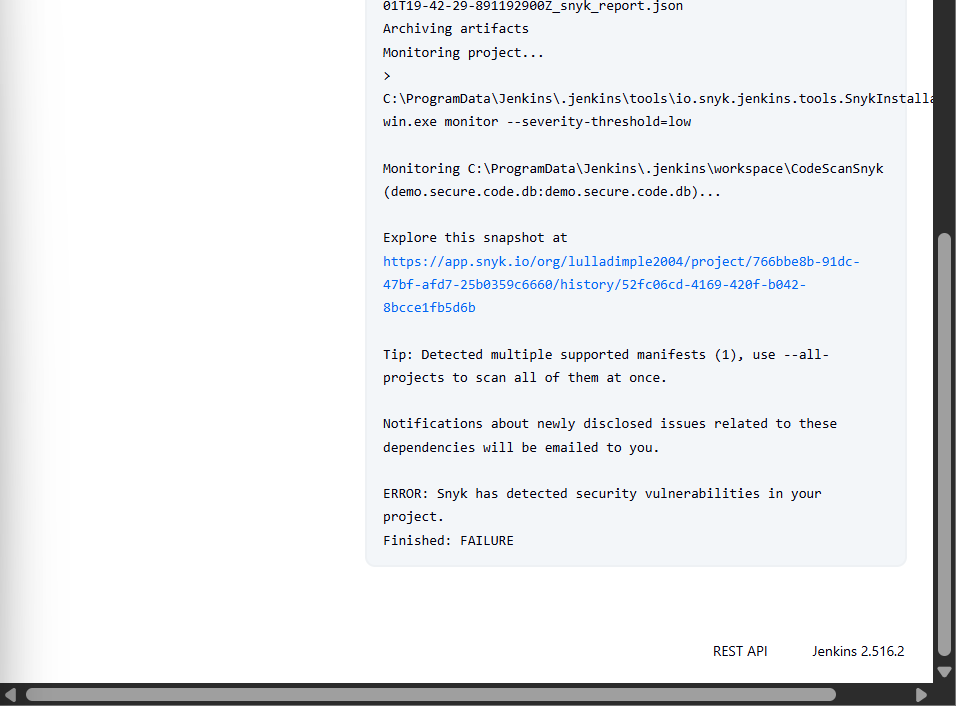 01T19-42-29-891192900Z_snyk_report.json
Archiving artifacts
Monitoring project...
>
C:\ProgramData\Jenkins\.jenkins\tools\io.snyk.jenkins.tools.SnykInstalla
win.exe monitor --severity-threshold=low
Monitoring C:\ProgramData\Jenkins\.jenkins\workspace\CodeScanSnyk
(demo.secure.code.db:demo.secure.code.db)...
Explore this snapshot at
https://app.snyk.io/org/lulladimple2004/project/766bbe8b-91dc-
47bf-afd7-25b0359c6660/history/52fc06cd-4169-420f-b042-
8bcce1fb5d6b
Tip: Detected multiple supported manifests (1), use --all-
projects to scan all of them at once.
Notifications about newly disclosed issues related to these
dependencies will be emailed to you.
ERROR: Snyk has detected security vulnerabilities in your
project.
Finished: FAILURE
REST API Jenkins 2.516.2